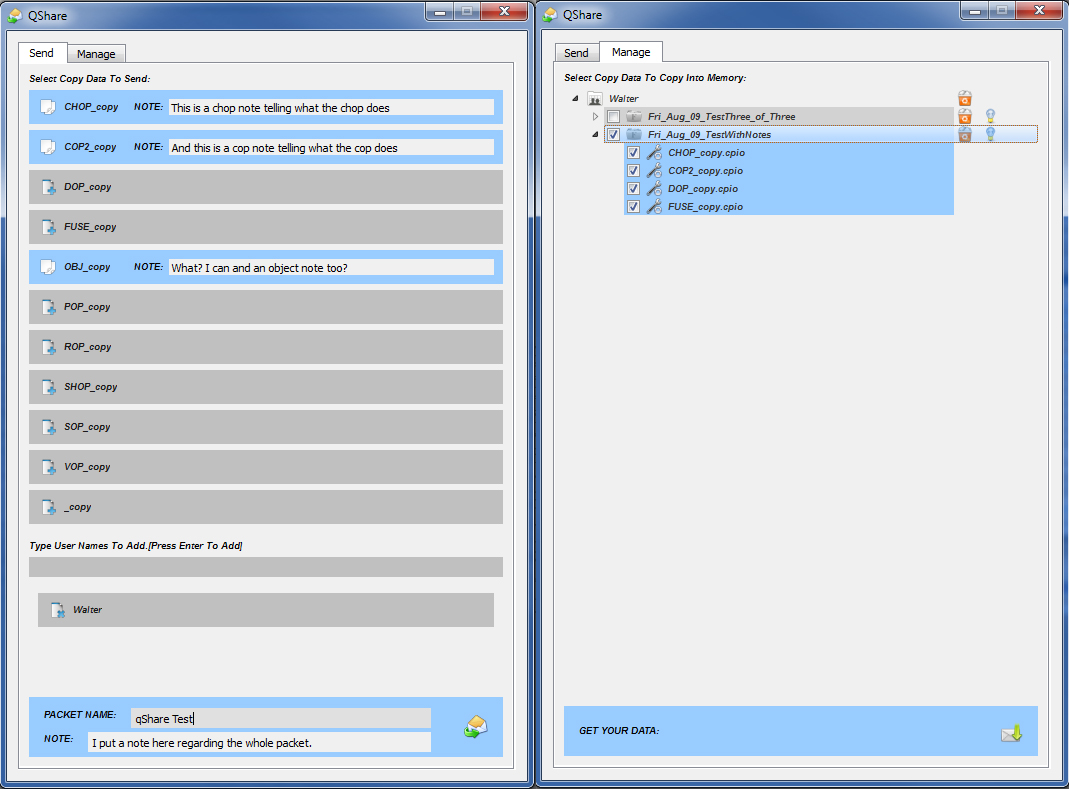 QShare
Send
Manage
Select Copy Data To Send:
CHOP_copy NOTE: This is a chop note telling what the chop does
COP2_copy NOTE: And this is a cop note telling what the cop does
DOP_copy
FUSE_copy
OBJ_copy NOTE: What? I can and an object note too?
POP_copy
ROP_copy
SHOP_copy
SOP_copy
VOP_copy
_copy
Type User Names To Add.[Press Enter To Add]
Walter
PACKET NAME: qShare Test
NOTE: I put a note here regarding the whole packet.
QShare
Send
Manage
Select Copy Data To Copy Into Memory:
Walter
Fri_Aug_09_TestThree_of_Three
Fri_Aug_09_TestWithNotes
CHOP_copy.cpio
COP2_copy.cpio
DOP_copy.cpio
FUSE_copy.cpio
GET YOUR DATA: